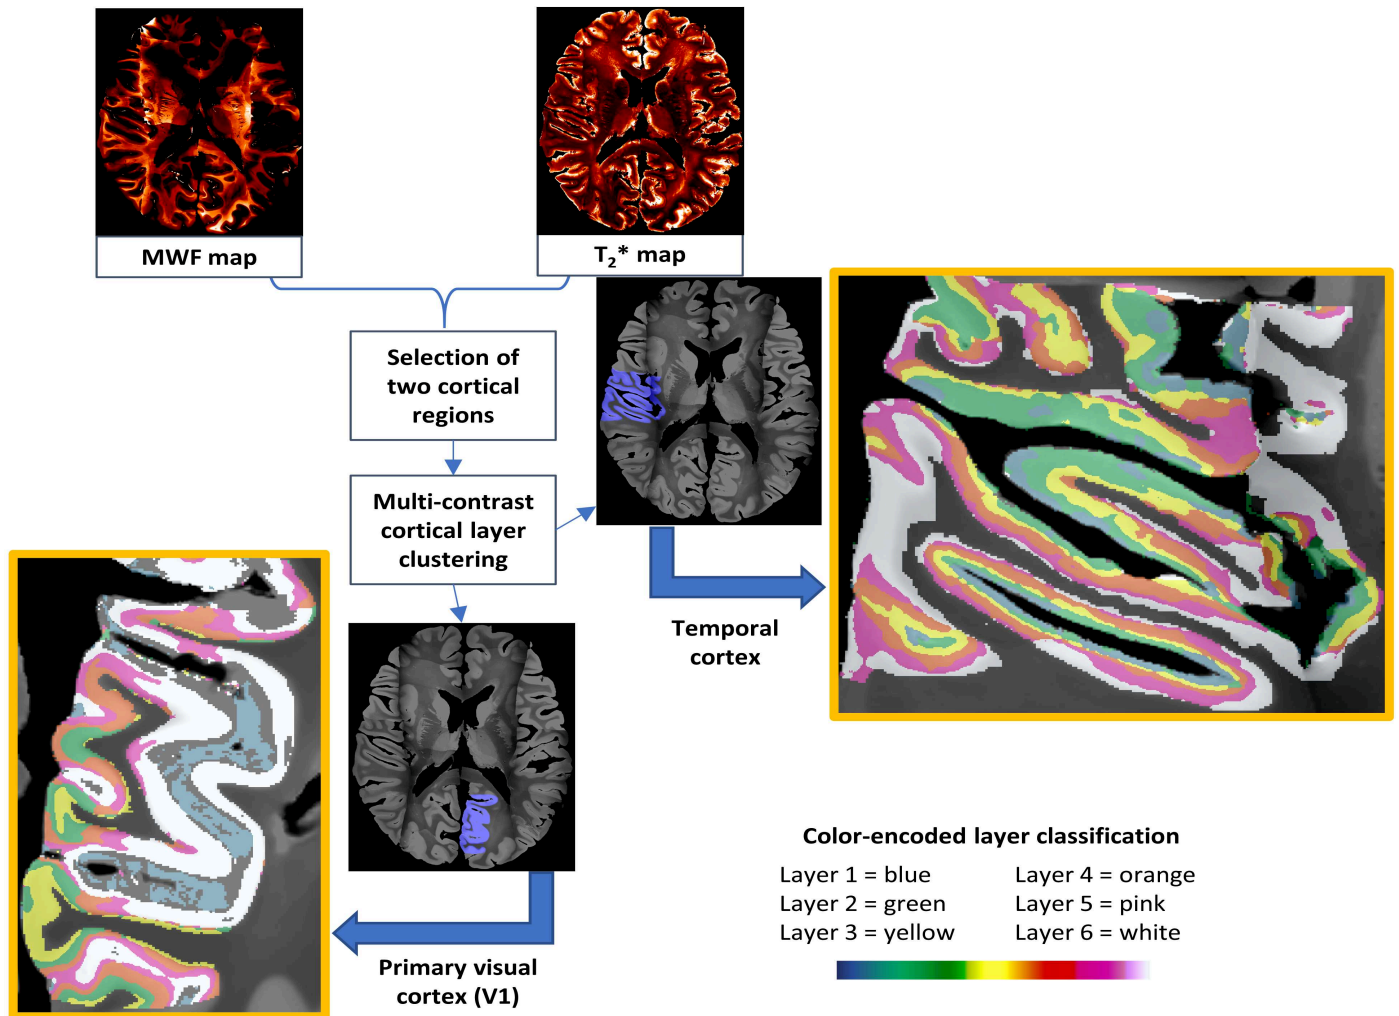 MWF map
T₂* map
Selection of
two cortical
regions
Multi-contrast
cortical layer
clustering
Temporal
cortex
Primary visual
cortex (V1)
Color-encoded layer classification
Layer 1 = blue
Layer 4 = orange
Layer 2 = green
Layer 5 = pink
Layer 3 = yellow
Layer 6 = white